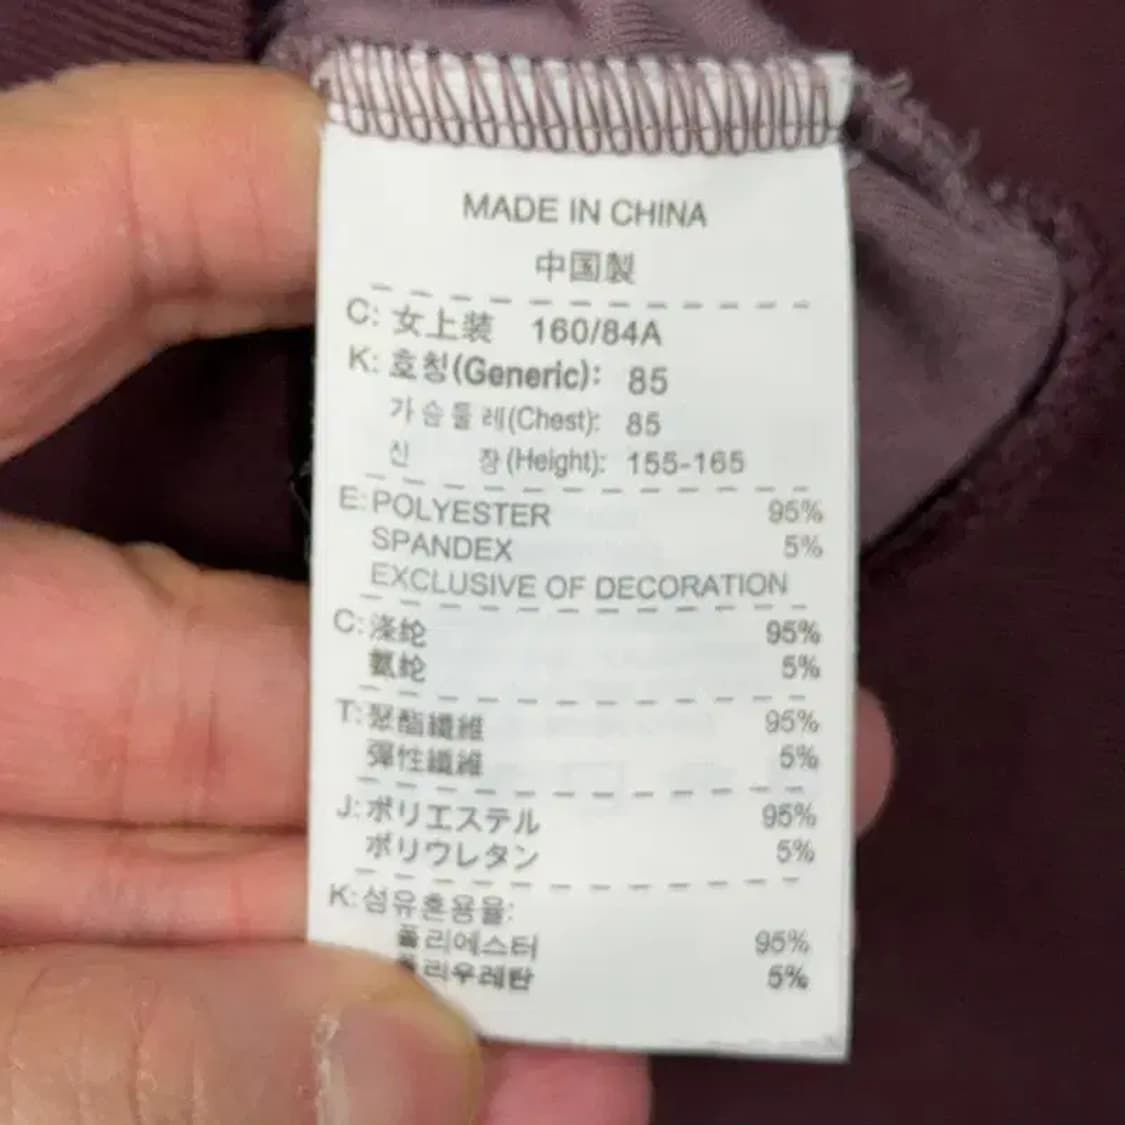 MADE IN CHINA
中国製
C: 女上装 160/84A
K: 호칭(Generic): 85
가슴둘레(Chest): 85
신 장(Height): 155-165
E: POLYESTER 95%
SPANDEX 5%
EXCLUSIVE OF DECORATION
C: 涤纶 95%
氨纶 5%
T: 聚酯纖維 95%
彈性纖維 5%
J: ポリエステル 95%
ポリウレタン 5%
K: 섬유혼용율:
폴리에스터 95%
폴리우레탄 5%